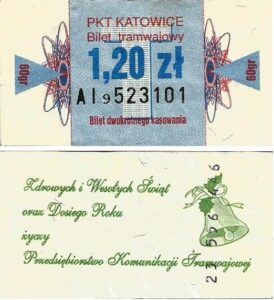 PKT KATOWICE
Bilet tramwajowy
60gr
1,20 zł
60gr
AI 9 523101
Bilet dwukrotnego kasowania
Zdrowych i Wesołych Świąt
oraz Dosiego Roku
życzy
Przedsiębiorstwo Komunikacji Tramwajowej